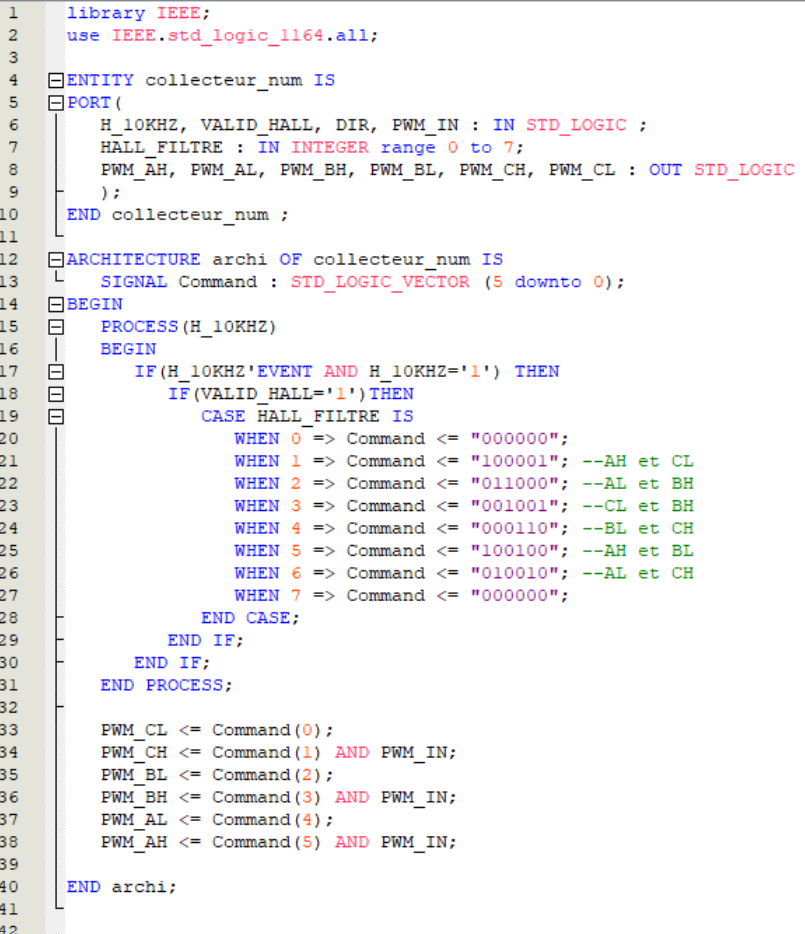 1 library IEEE;
2 use IEEE.std_logic_1164.all;
3
4 ENTITY collecteur_num IS
5 PORT(
6 H_10KHZ, VALID_HALL, DIR, PWM_IN : IN STD_LOGIC ;
7 HALL_FILTRE : IN INTEGER range 0 to 7;
8 PWM_AH, PWM_AL, PWM_BH, PWM_BL, PWM_CH, PWM_CL : OUT STD_LOGIC
9 );
10 END collecteur_num ;
11
12 ARCHITECTURE archi OF collecteur_num IS
13 SIGNAL Command : STD_LOGIC_VECTOR (5 downto 0);
14 BEGIN
15 PROCESS(H_10KHZ)
16 BEGIN
17 IF(H_10KHZ'EVENT AND H_10KHZ='1') THEN
18 IF(VALID_HALL='1')THEN
19 CASE HALL_FILTRE IS
20 WHEN 0 => Command <= "000000";
21 WHEN 1 => Command <= "100001"; --AH et CL
22 WHEN 2 => Command <= "011000"; --AL et BH
23 WHEN 3 => Command <= "001001"; --CL et BH
24 WHEN 4 => Command <= "000110"; --BL et CH
25 WHEN 5 => Command <= "100100"; --AH et BL
26 WHEN 6 => Command <= "010010"; --AL et CH
27 WHEN 7 => Command <= "000000";
28 END CASE;
29 END IF;
30 END IF;
31 END PROCESS;
32
33 PWM_CL <= Command(0);
34 PWM_CH <= Command(1) AND PWM_IN;
35 PWM_BL <= Command(2);
36 PWM_BH <= Command(3) AND PWM_IN;
37 PWM_AL <= Command(4);
38 PWM_AH <= Command(5) AND PWM_IN;
39
40 END archi;
41
42